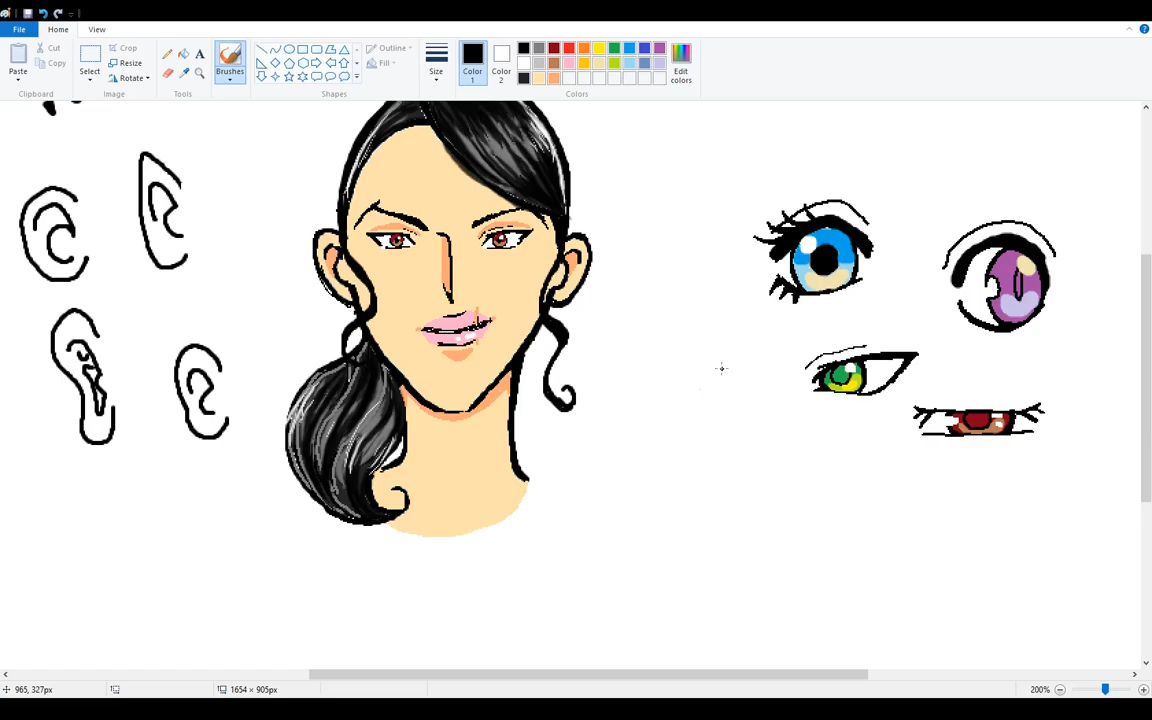 File Home View
Paste Cut Copy Select Crop Resize Rotate A Brushes Outline Fill Size Color 1 Color 2 Edit colors
Clipboard Image Tools Shapes Colors
965, 327px 1654 × 905px 200%